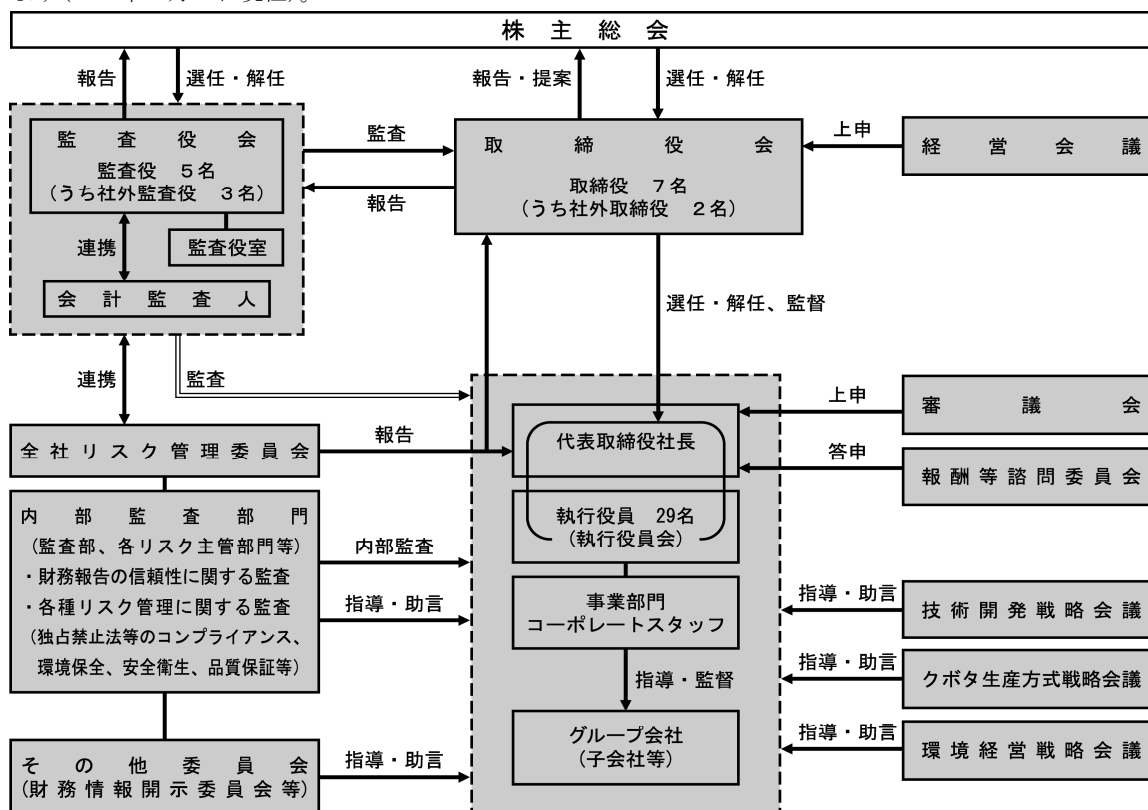 株主総会
報告
選任・解任
報告・提案
選任・解任
監査役会
監査役 5名
(うち社外監査役 3名)
監査役室
連携
会計監査人
監査
報告
取締役会
取締役 7名
(うち社外取締役 2名)
上申
経営会議
選任・解任、監督
連携
監査
全社リスク管理委員会
報告
代表取締役社長
執行役員 29名
(執行役員会)
上申
審議会
答申
報酬等諮問委員会
内部監査部門
(監査部、各リスク主管部門等)
・財務報告の信頼性に関する監査
・各種リスク管理に関する監査
(独占禁止法等のコンプライアンス、
環境保全、安全衛生、品質保証等)
内部監査
指導・助言
事業部門
コーポレートスタッフ
指導・監督
グループ会社
(子会社等)
指導・助言
技術開発戦略会議
指導・助言
クボタ生産方式戦略会議
指導・助言
環境経営戦略会議
その他委員会
(財務情報開示委員会等)
指導・助言